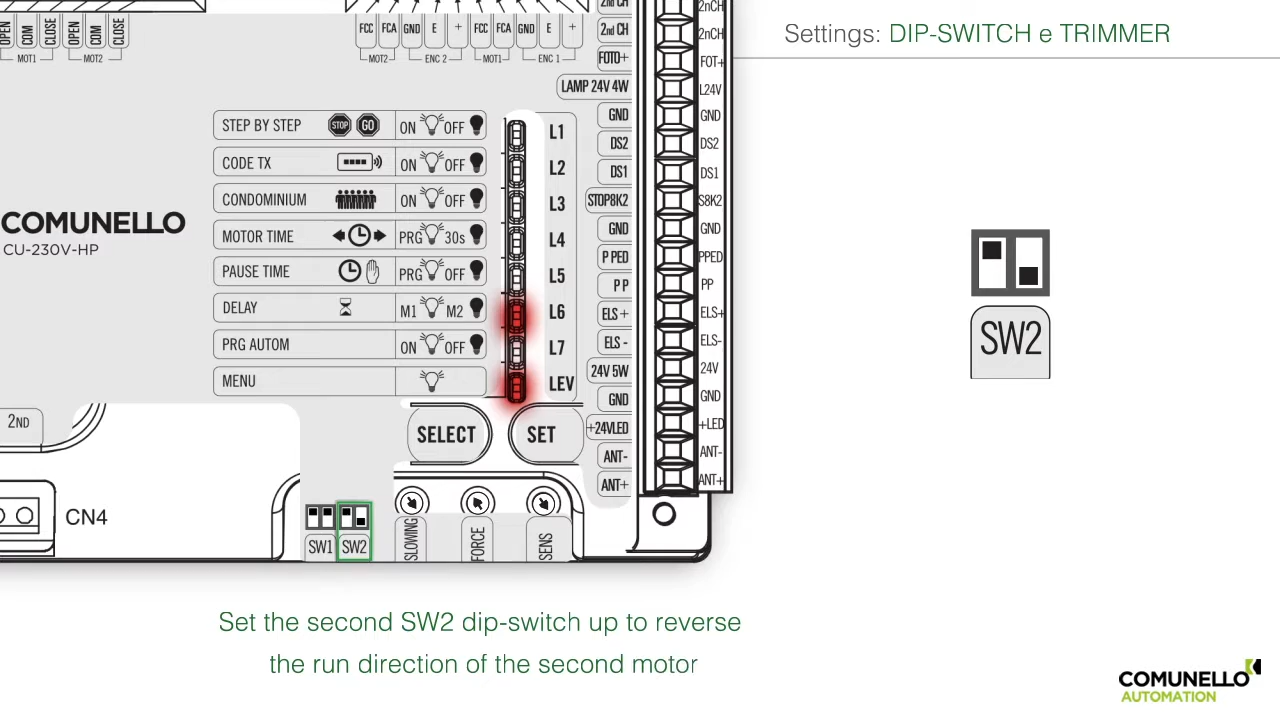 Settings: DIP-SWITCH e TRIMMER
OPEN COM CLOSE OPEN COM CLOSE
MOT1 MOT2
FCC FCA GND E + FCC FCA GND E +
MOT2 ENC 2 MOT1 ENC 1
2nd CH
2nd CH
FOTO+
LAMP 24V 4W
GND
DS2
DS1
STOP8K2
GND
P PED
P P
ELS +
ELS -
24V 5W
GND
+24VLED
ANT-
ANT+
2nCH
2nCH
FOT+
L24V
GND
DS2
DS1
S8K2
GND
PPED
PP
ELS+
ELS-
24V
GND
+LED
ANT-
ANT+
STEP BY STEP STOP GO ON OFF L1
CODE TX ON OFF L2
CONDOMINIUM ON OFF L3
MOTOR TIME PRG 30s L4
PAUSE TIME PRG OFF L5
DELAY M1 M2 L6
PRG AUTOM ON OFF L7
MENU LEV
COMUNELLO
CU-230V-HP
SELECT SET
2ND
CN4
SW1 SW2
SLOWING FORCE SENS
SW2
Set the second SW2 dip-switch up to reverse
the run direction of the second motor
COMUNELLO
AUTOMATION